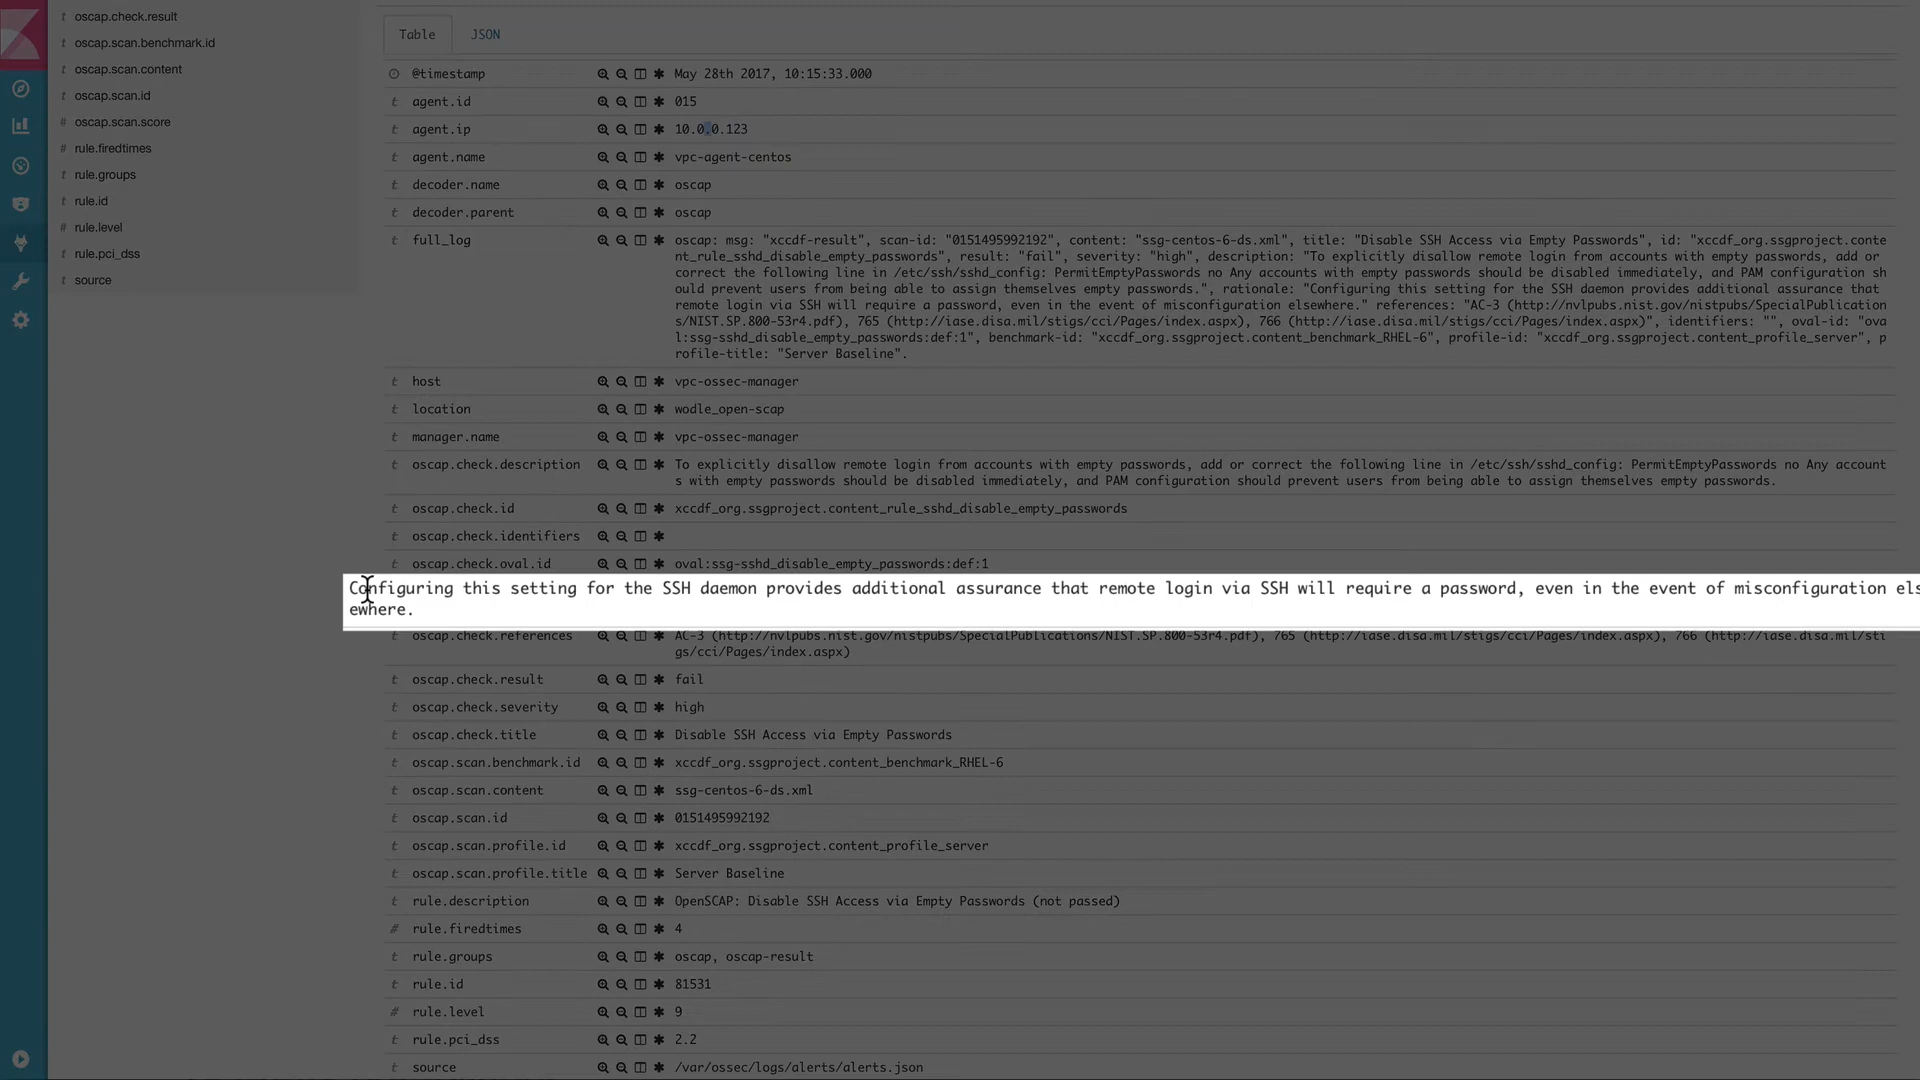 oscap.check.result
oscap.scan.benchmark.id
oscap.scan.content
oscap.scan.id
# oscap.scan.score
# rule.firedtimes
rule.groups
rule.id
# rule.level
rule.pci_dss
source
Table JSON
@timestamp May 28th 2017, 10:15:33.000
t agent.id 015
t agent.ip 10.0.0.123
t agent.name vpc-agent-centos
t decoder.name oscap
t decoder.parent oscap
t full_log oscap: msg: "xccdf-result", scan-id: "0151495992192", content: "ssg-centos-6-ds.xml", title: "Disable SSH Access via Empty Passwords", id: "xccdf_org.ssgproject.conte
nt_rule_sshd_disable_empty_passwords", result: "fail", severity: "high", description: "To explicitly disallow remote login from accounts with empty passwords, add or
correct the following line in /etc/ssh/sshd_config: PermitEmptyPasswords no Any accounts with empty passwords should be disabled immediately, and PAM configuration sh
ould prevent users from being able to assign themselves empty passwords.", rationale: "Configuring this setting for the SSH daemon provides additional assurance that
remote login via SSH will require a password, even in the event of misconfiguration elsewhere." references: "AC-3 (http://nvlpubs.nist.gov/nistpubs/SpecialPublication
s/NIST.SP.800-53r4.pdf), 765 (http://iase.disa.mil/stigs/cci/Pages/index.aspx), 766 (http://iase.disa.mil/stigs/cci/Pages/index.aspx)", identifiers: "", oval-id: "ova
l:ssg-sshd_disable_empty_passwords:def:1", benchmark-id: "xccdf_org.ssgproject.content_benchmark_RHEL-6", profile-id: "xccdf_org.ssgproject.content_profile_server", p
rofile-title: "Server Baseline".
t host vpc-ossec-manager
t location wodle_open-scap
t manager.name vpc-ossec-manager
t oscap.check.description To explicitly disallow remote login from accounts with empty passwords, add or correct the following line in /etc/ssh/sshd_config: PermitEmptyPasswords no Any account
s with empty passwords should be disabled immediately, and PAM configuration should prevent users from being able to assign themselves empty passwords.
t oscap.check.id xccdf_org.ssgproject.content_rule_sshd_disable_empty_passwords
t oscap.check.identifiers
t oscap.check.oval.id oval:ssg-sshd_disable_empty_passwords:def:1
Configuring this setting for the SSH daemon provides additional assurance that remote login via SSH will require a password, even in the event of misconfiguration els
ewhere.
oscap.check.references AC-3 (http://nvlpubs.nist.gov/nistpubs/SpecialPublications/NIST.SP.800-53r4.pdf), 765 (http://iase.disa.mil/stigs/cci/Pages/index.aspx), 766 (http://iase.disa.mil/sti
gs/cci/Pages/index.aspx)
t oscap.check.result fail
t oscap.check.severity high
t oscap.check.title Disable SSH Access via Empty Passwords
t oscap.scan.benchmark.id xccdf_org.ssgproject.content_benchmark_RHEL-6
t oscap.scan.content ssg-centos-6-ds.xml
t oscap.scan.id 0151495992192
t oscap.scan.profile.id xccdf_org.ssgproject.content_profile_server
t oscap.scan.profile.title Server Baseline
t rule.description OpenSCAP: Disable SSH Access via Empty Passwords (not passed)
# rule.firedtimes 4
t rule.groups oscap, oscap-result
t rule.id 81531
# rule.level 9
t rule.pci_dss 2.2
t source /var/ossec/logs/alerts/alerts.json